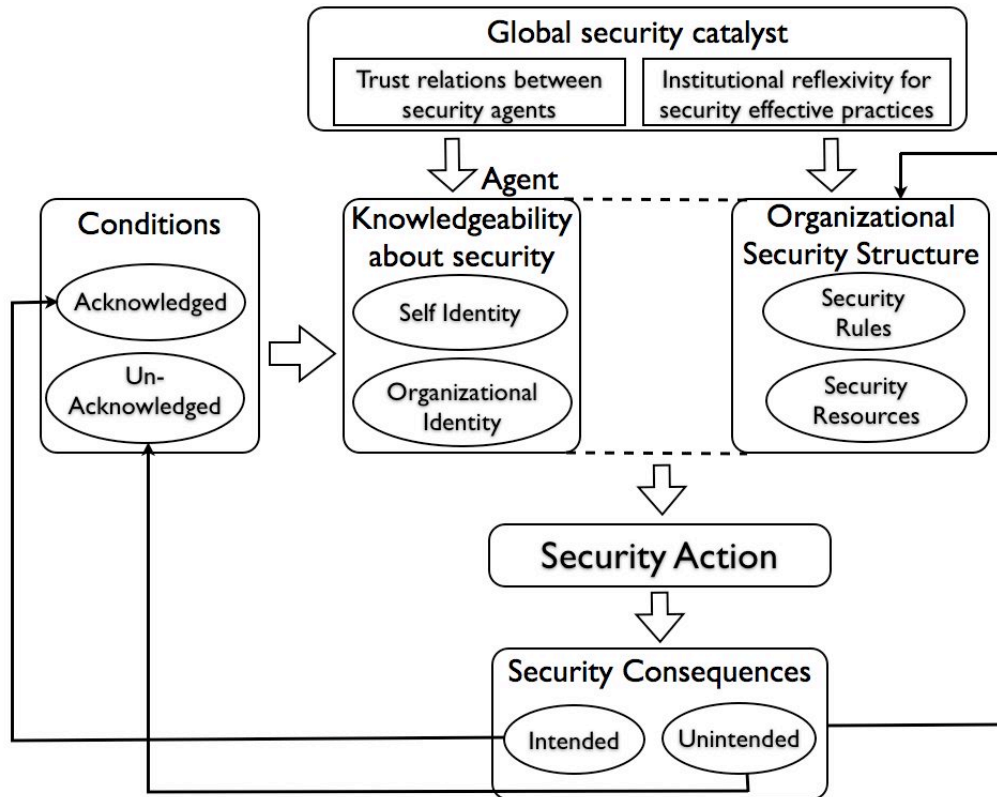 Global security catalyst
Trust relations between
security agents
Institutional reflexivity for
security effective practices
Agent
Conditions
Acknowledged
Un-
Acknowledged
Knowledgeability
about security
Self Identity
Organizational
Identity
Organizational
Security Structure
Security
Rules
Security
Resources
Security Action
Security Consequences
Intended
Unintended